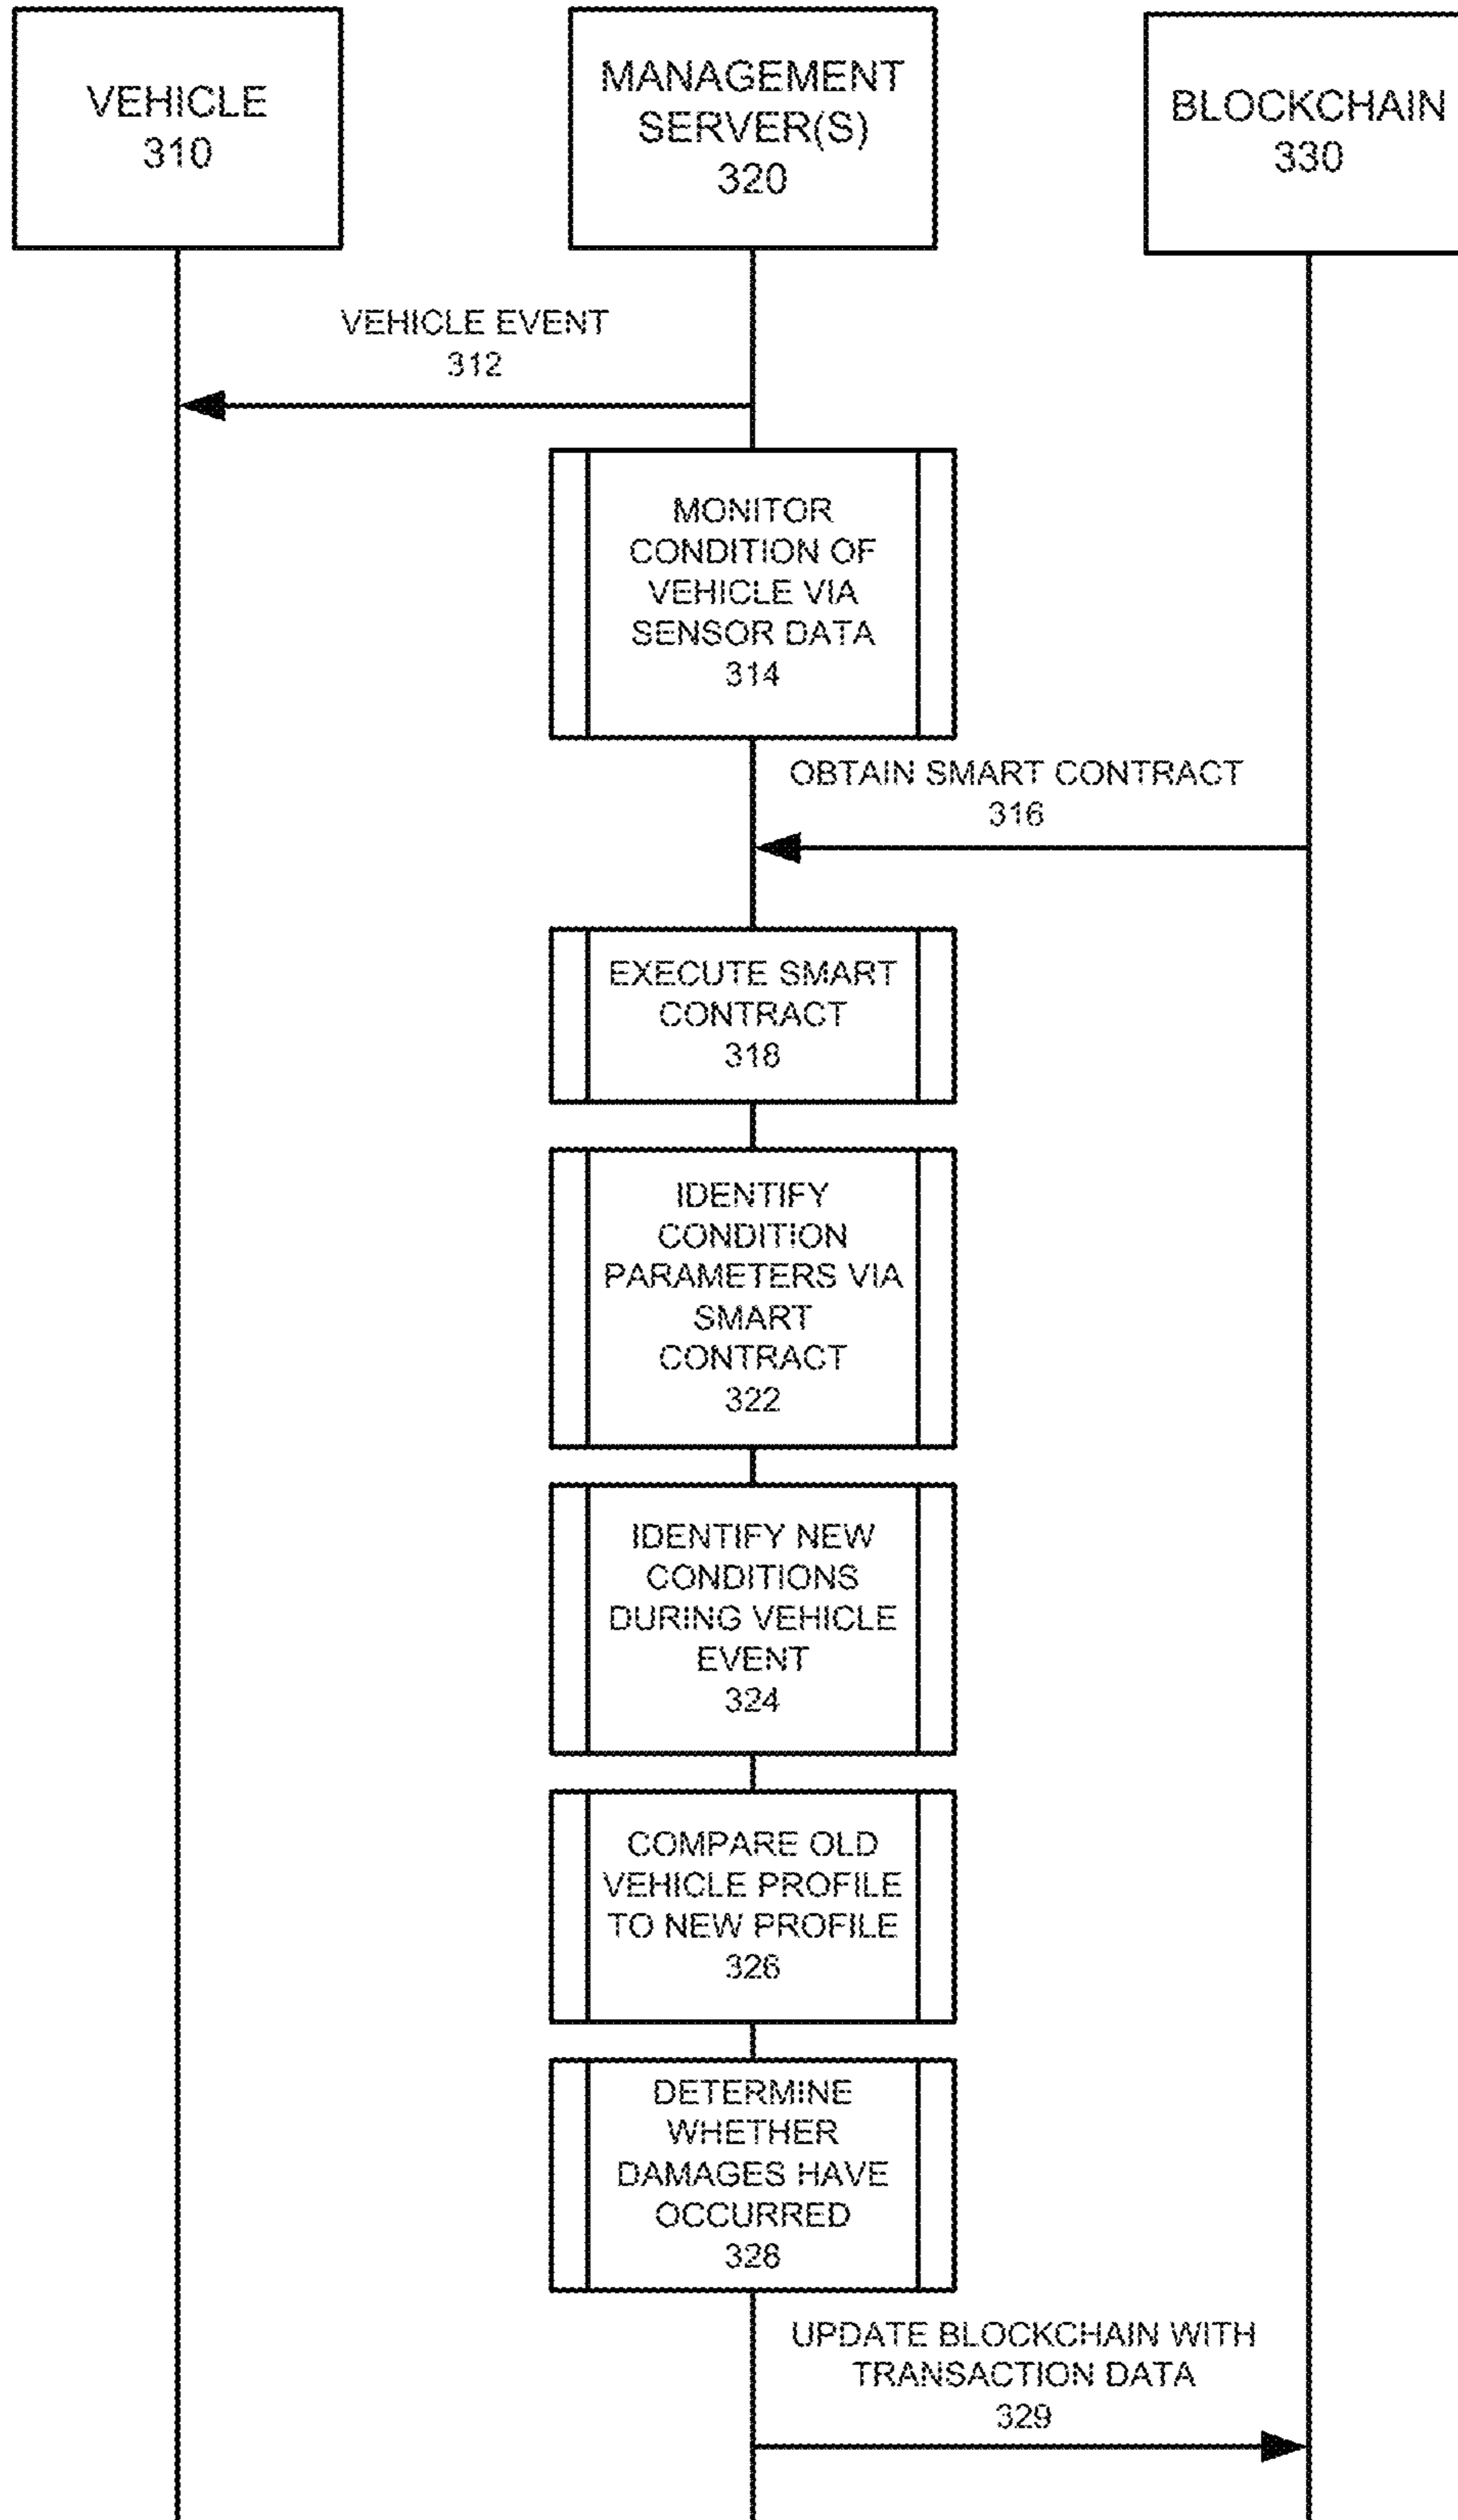 VEHICLE
310
MANAGEMENT
SERVER(S)
320
BLOCKCHAIN
330
VEHICLE EVENT
312
MONITOR
CONDITION OF
VEHICLE VIA
SENSOR DATA
314
OBTAIN SMART CONTRACT
316
EXECUTE SMART
CONTRACT
318
IDENTIFY
CONDITION
PARAMETERS VIA
SMART
CONTRACT
322
IDENTIFY NEW
CONDITIONS
DURING VEHICLE
EVENT
324
COMPARE OLD
VEHICLE PROFILE
TO NEW PROFILE
326
DETERMINE
WHETHER
DAMAGES HAVE
OCCURRED
328
UPDATE BLOCKCHAIN WITH
TRANSACTION DATA
329